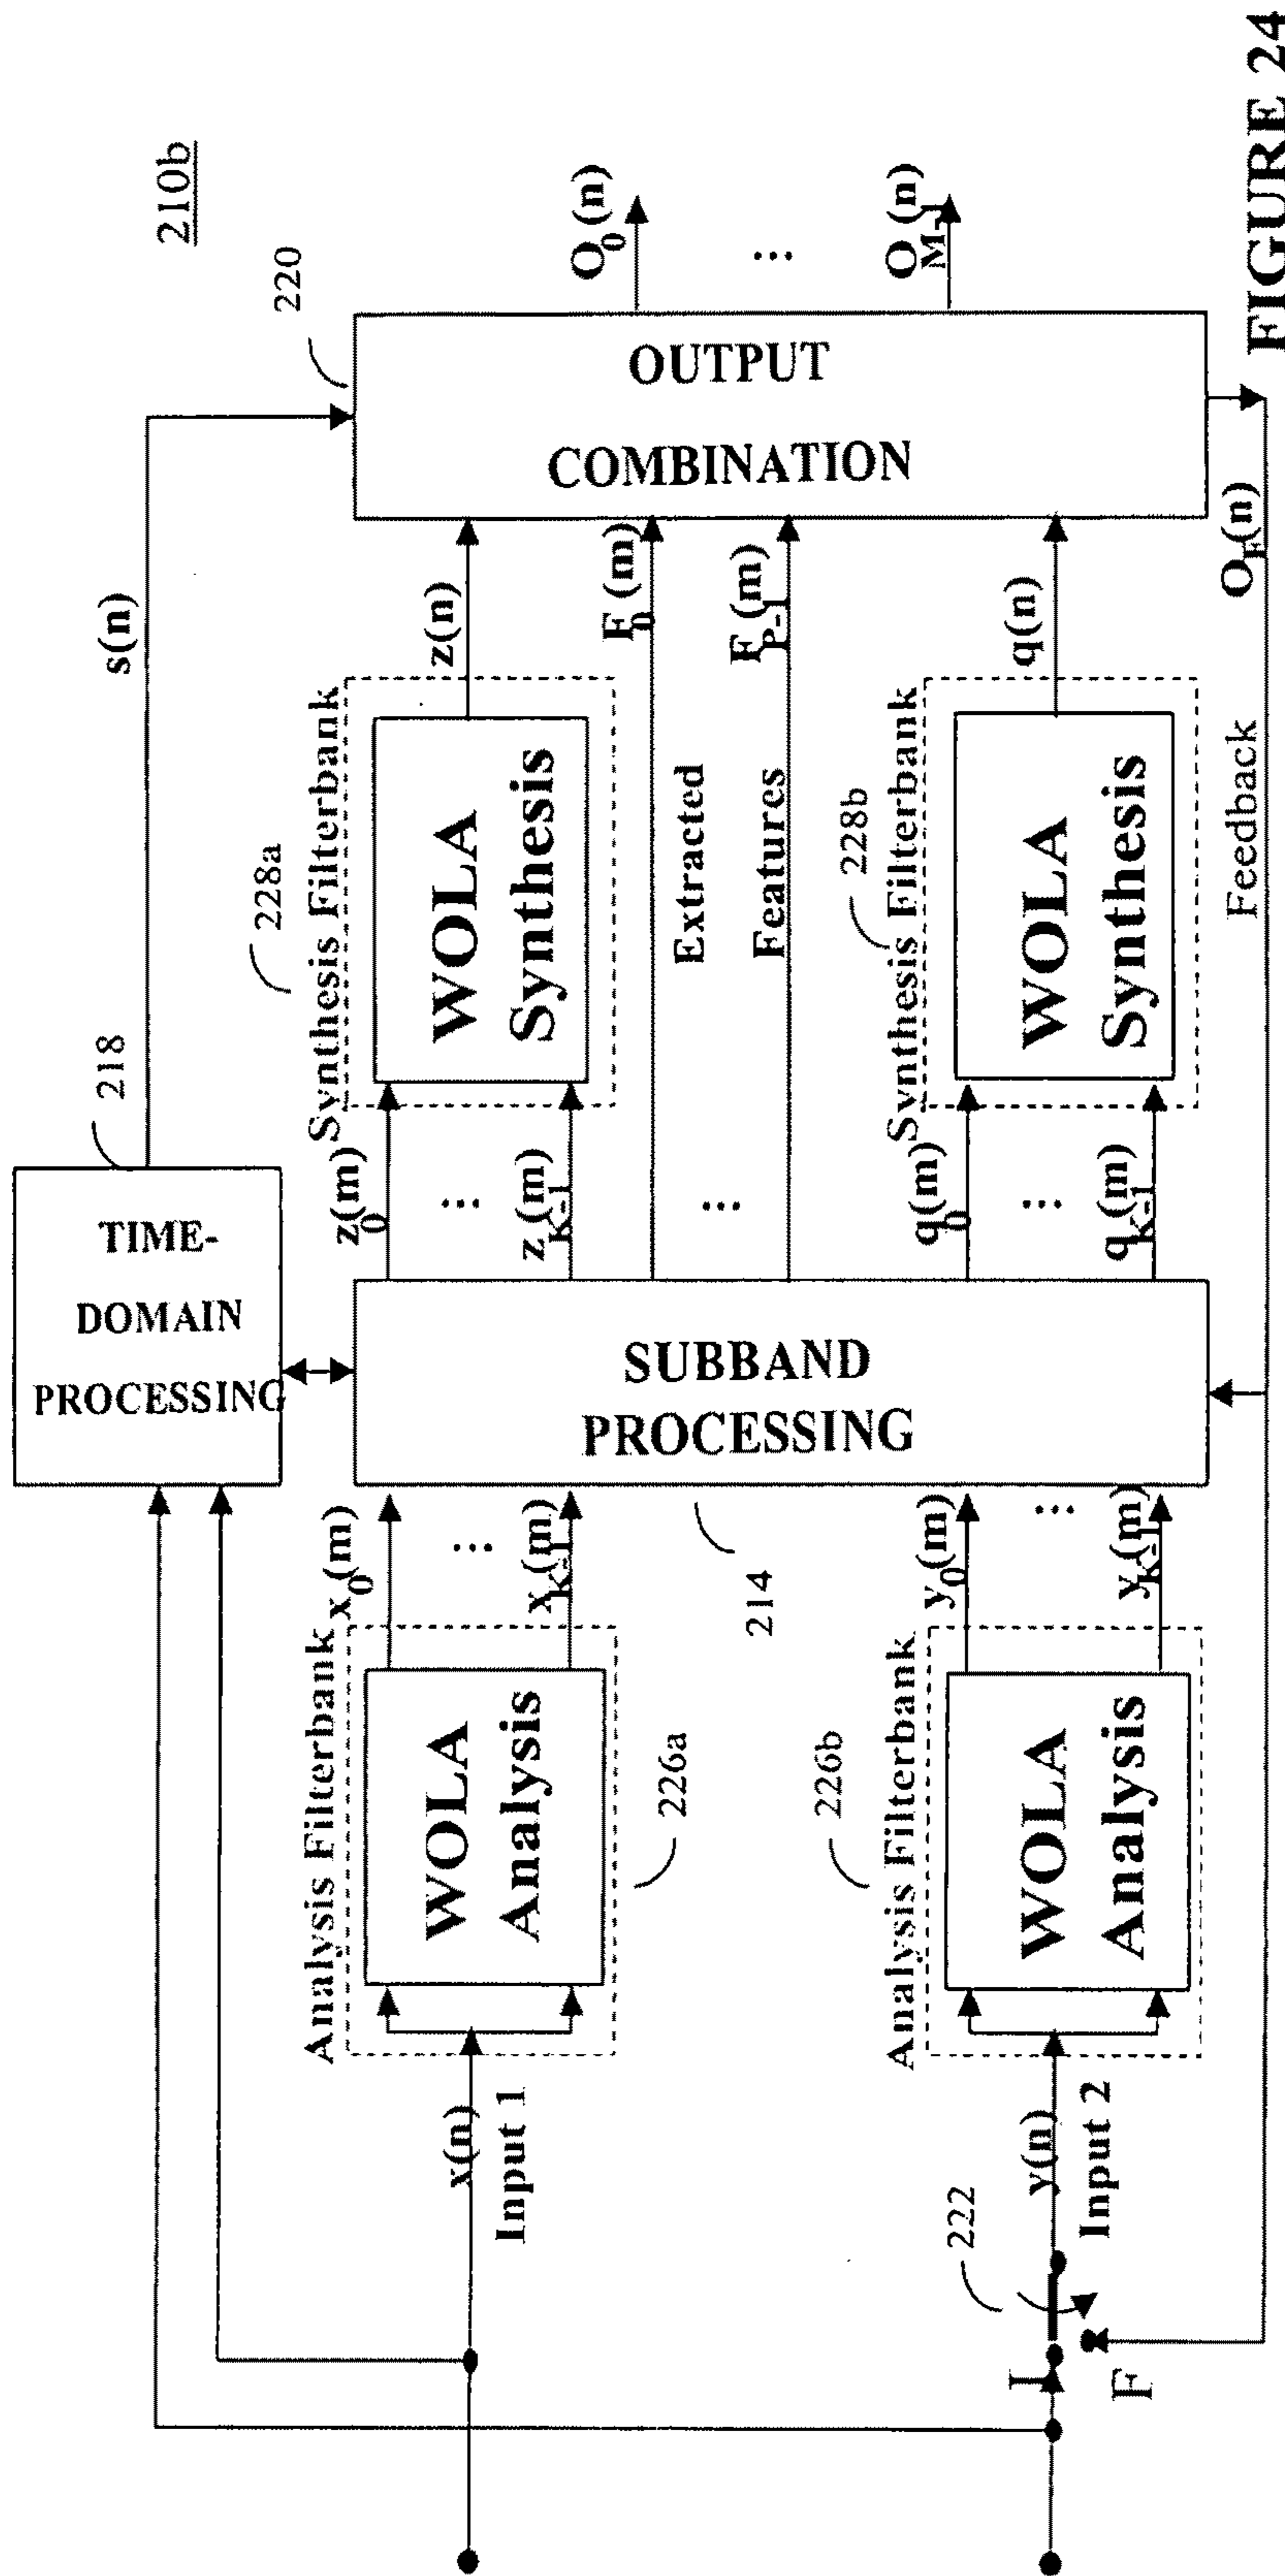 210b
TIME-
DOMAIN
PROCESSING
218
s(n)
220
Analysis Filterbank
WOLA
Analysis
226a
x(n)
Input 1
x0(m)
...
xK-1(m)
SUBBAND
PROCESSING
214
z0(m)
...
zK-1(m)
Synthesis Filterbank
WOLA
Synthesis
228a
z(n)
F0(m)
Extracted
...
Features
FP-1(m)
OUTPUT
COMBINATION
O0(n)
...
OM-1(n)
Analysis Filterbank
WOLA
Analysis
226b
222
I
F
y(n)
Input 2
y0(m)
...
yK-1(m)
q0(m)
...
qK-1(m)
Synthesis Filterbank
WOLA
Synthesis
228b
q(n)
Feedback
OF(n)
FIGURE 24